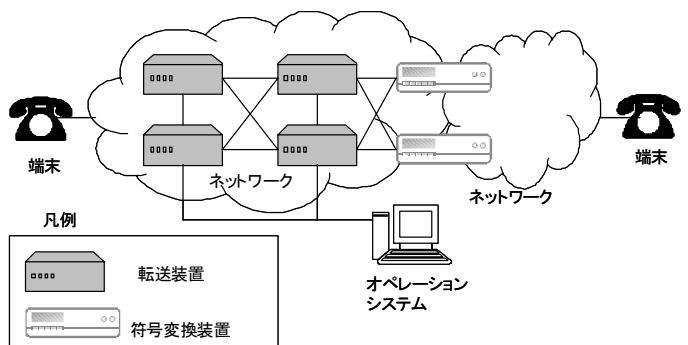 端末
端末
ネットワーク
ネットワーク
凡例
オペレーション
システム
転送装置
符号変換装置